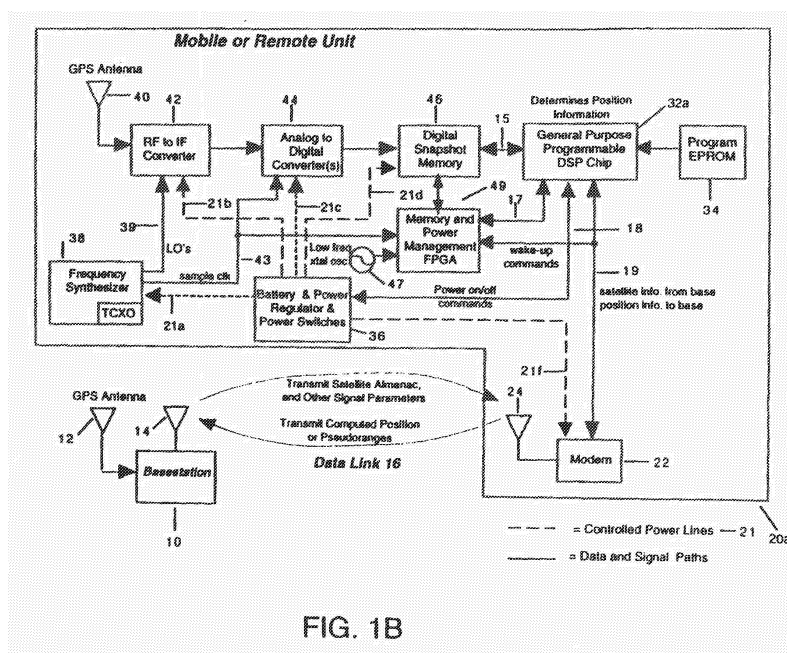 Mobile or Remote Unit
GPS Antenna
40
42
44
46
Determines Position
Information
32a
RF to IF
Converter
Analog to
Digital
Converter(s)
Digital
Snapshot
Memory
15
General Purpose
Programmable
DSP Chip
Program
EPROM
34
21b
21c
21d
49
17
18
38
39
LO's
Memory and
Power
Management
FPGA
Low freq
xtal osc
47
wake-up
commands
Frequency
Synthesizer
TCXO
sample clk
43
21a
Battery & Power
Regulator &
Power Switches
36
Power on/off
commands
19
satellite info. from base
position info. to base
21f
GPS Antenna
12
14
Transmit Satellite Almanac,
and Other Signal Parameters
Transmit Computed Position
or Pseudoranges
Data Link 16
24
Basestation
10
Modem
22
= Controlled Power Lines
21
20a
= Data and Signal Paths
FIG. 1B